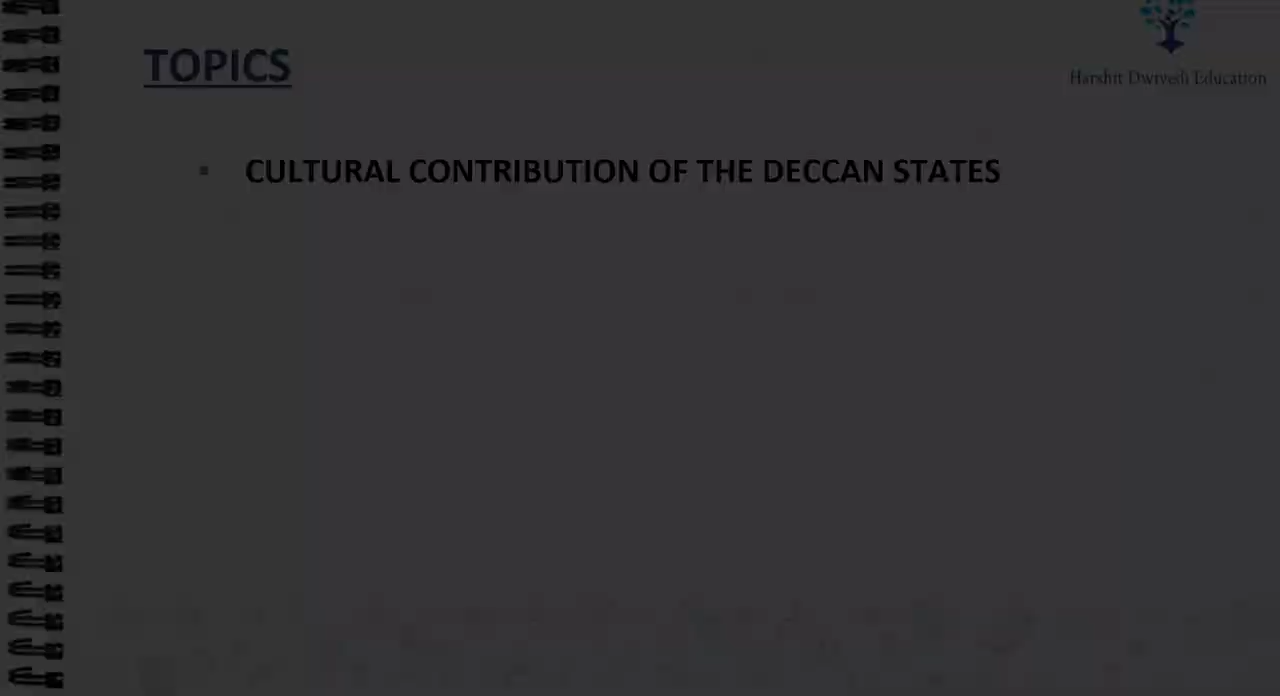 TOPICS
Harshit Dwivedi Education
▪ CULTURAL CONTRIBUTION OF THE DECCAN STATES